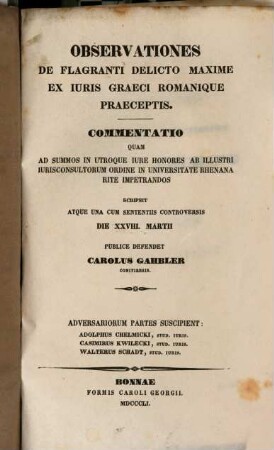 OBSERVATIONES
DE FLAGRANTI DELICTO MAXIME
EX IURIS GRAECI ROMANIQUE
PRAECEPTIS.
COMMENTATIO
QUAM
AD SUMMOS IN UTROQUE IURE HONORES AB ILLUSTRI
IURISCONSULTORUM ORDINE IN UNIVERSITATE RHENANA
RITE IMPETRANDOS
SCRIPSIT
ATQUE UNA CUM SENTENTIIS CONTROVERSIS
DIE XXVIII. MARTII
PUBLICE DEFENDET
CAROLUS GAHBLER
CONITIENSIS.
ADVERSARIORUM PARTES SUSCIPIENT:
ADOLPHUS CHELMICKI, STUD. IURIS.
CASIMIRUS KWILECKI, STUD. IURIS.
WALTERUS SCHADT, STUD. IURIS.
BONNAE
FORMIS CAROLI GEORGII.
MDCCCLI.